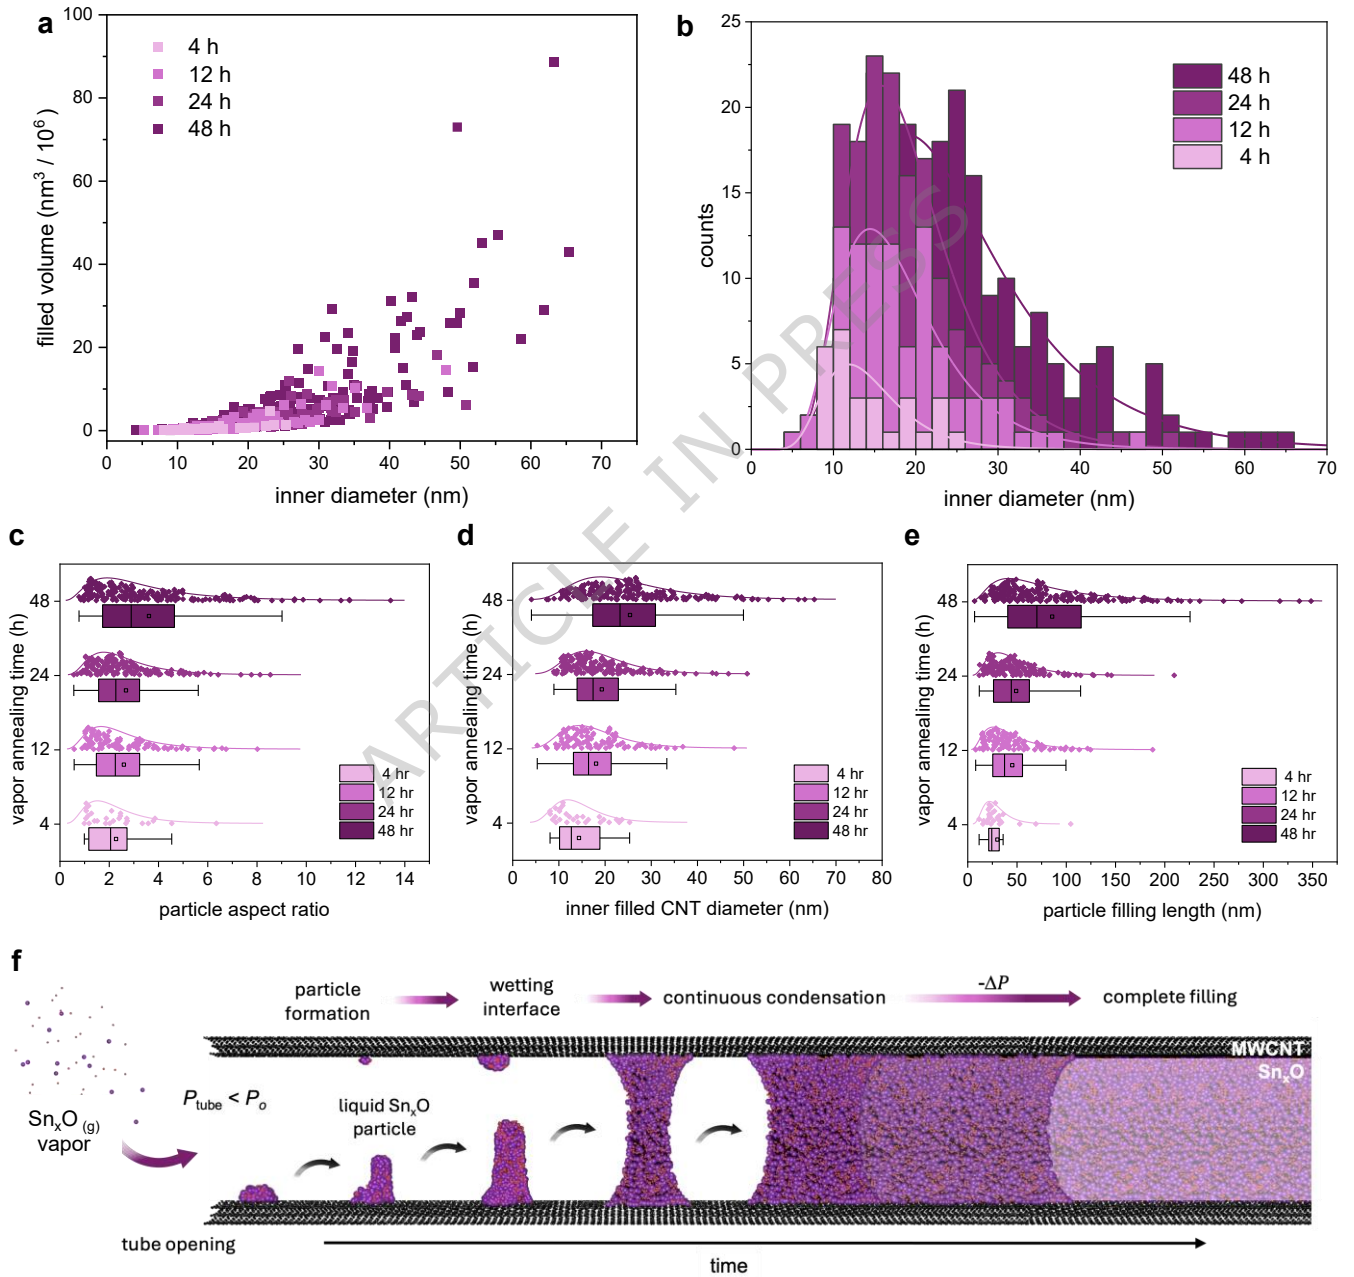 a
100
80
60
40
20
0
filled volume (nm³ / 10⁶)
4 h
12 h
24 h
48 h
0 10 20 30 40 50 60 70
inner diameter (nm)
b
25
20
15
10
5
0
counts
48 h
24 h
12 h
4 h
0 10 20 30 40 50 60 70
inner diameter (nm)
c
vapor annealing time (h)
48
24
12
4
4 hr
12 hr
24 hr
48 hr
0 2 4 6 8 10 12 14
particle aspect ratio
d
vapor annealing time (h)
48
24
12
4
4 hr
12 hr
24 hr
48 hr
0 10 20 30 40 50 60 70 80
inner filled CNT diameter (nm)
e
vapor annealing time (h)
48
24
12
4
4 hr
12 hr
24 hr
48 hr
0 50 100 150 200 250 300 350
particle filling length (nm)
ARTICLE IN PRESS
f
particle
formation
wetting
interface
continuous condensation
-ΔP
complete filling
MWCNT
SnₓO
Pₜᵤbₑ < Pₒ
liquid SnₓO
particle
SnₓO (g)
vapor
tube opening
time